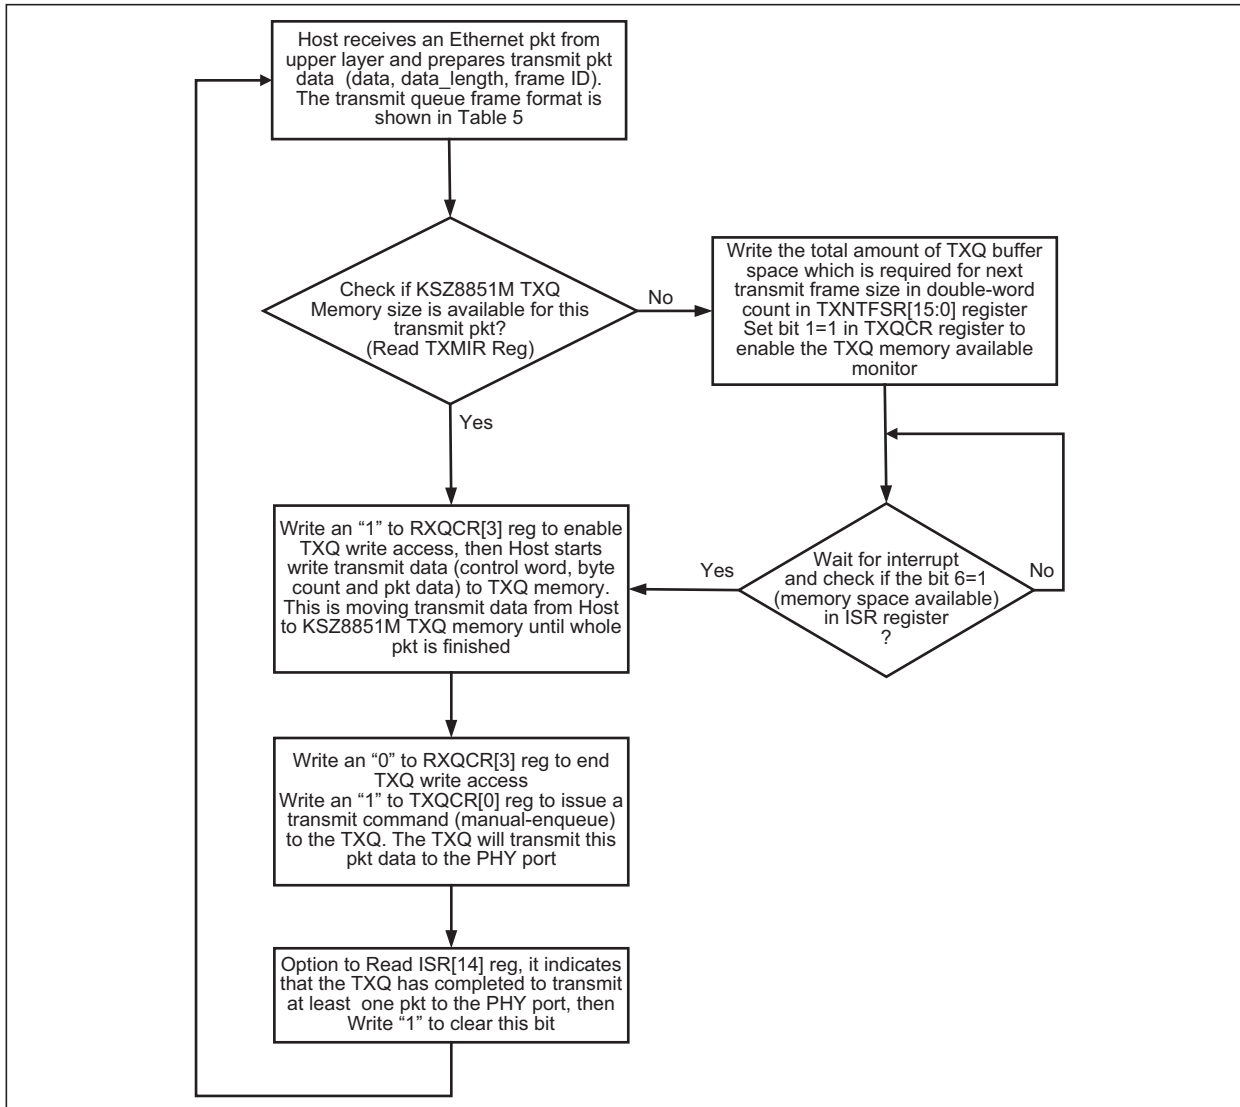 Host receives an Ethernet pkt from
upper layer and prepares transmit pkt
data (data, data_length, frame ID).
The transmit queue frame format is
shown in Table 5
Check if KSZ8851M TXQ
Memory size is available for this
transmit pkt?
(Read TXMIR Reg)
No
Write the total amount of TXQ buffer
space which is required for next
transmit frame size in double-word
count in TXNTFSR[15:0] register
Set bit 1=1 in TXQCR register to
enable the TXQ memory available
monitor
Yes
Write an “1” to RXQCR[3] reg to enable
TXQ write access, then Host starts
write transmit data (control word, byte
count and pkt data) to TXQ memory.
This is moving transmit data from Host
to KSZ8851M TXQ memory until whole
pkt is finished
Yes
Wait for interrupt
and check if the bit 6=1
(memory space available)
in ISR register
?
No
Write an “0” to RXQCR[3] reg to end
TXQ write access
Write an “1” to TXQCR[0] reg to issue a
transmit command (manual-enqueue)
to the TXQ. The TXQ will transmit this
pkt data to the PHY port
Option to Read ISR[14] reg, it indicates
that the TXQ has completed to transmit
at least one pkt to the PHY port, then
Write “1” to clear this bit